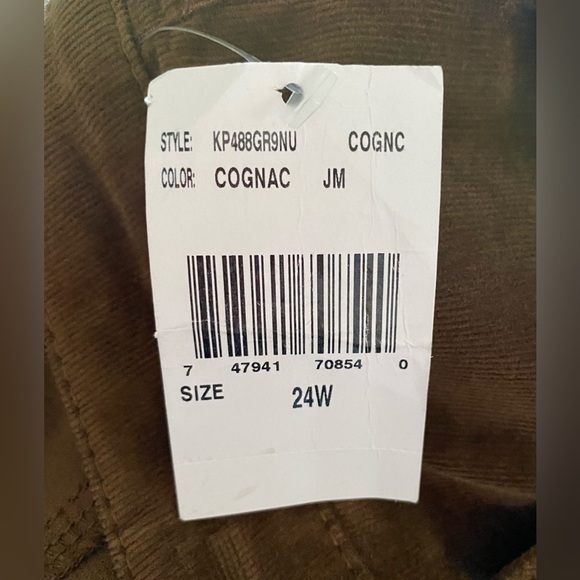 STYLE: KP488GR9NU COGNC
COLOR: COGNAC JM
7 47941 70854 0
SIZE 24W